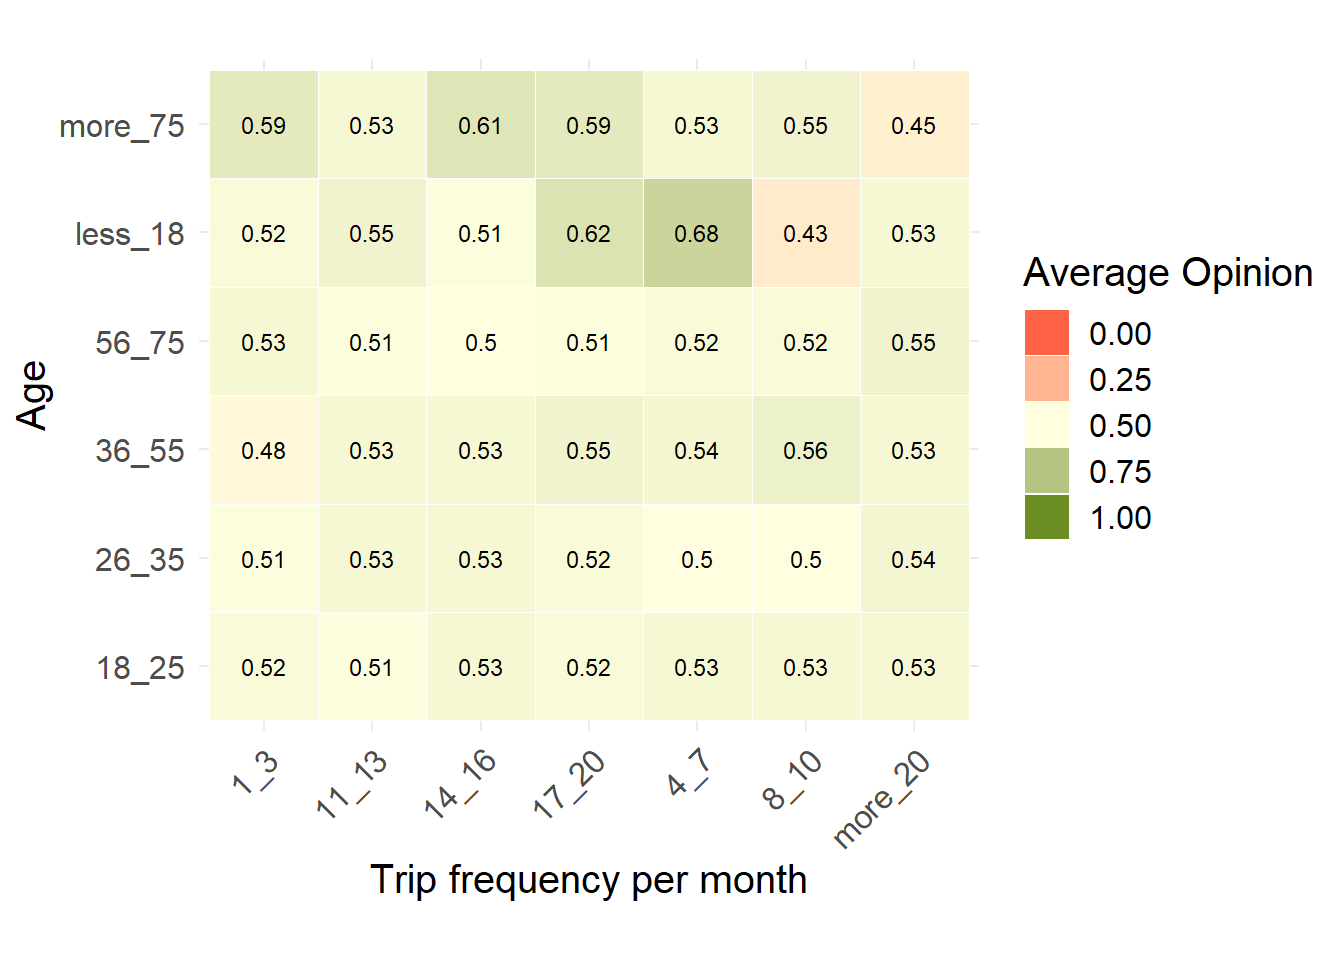 more_75 0.59 0.53 0.61 0.59 0.53 0.55 0.45
less_18 0.52 0.55 0.51 0.62 0.68 0.43 0.53
56_75 0.53 0.51 0.5 0.51 0.52 0.52 0.55
36_55 0.48 0.53 0.53 0.55 0.54 0.56 0.53
26_35 0.51 0.53 0.53 0.52 0.5 0.5 0.54
18_25 0.52 0.51 0.53 0.52 0.53 0.53 0.53
Age
1_3 11_13 14_16 17_20 4_7 8_10 more_20
Trip frequency per month
Average Opinion
0.00
0.25
0.50
0.75
1.00